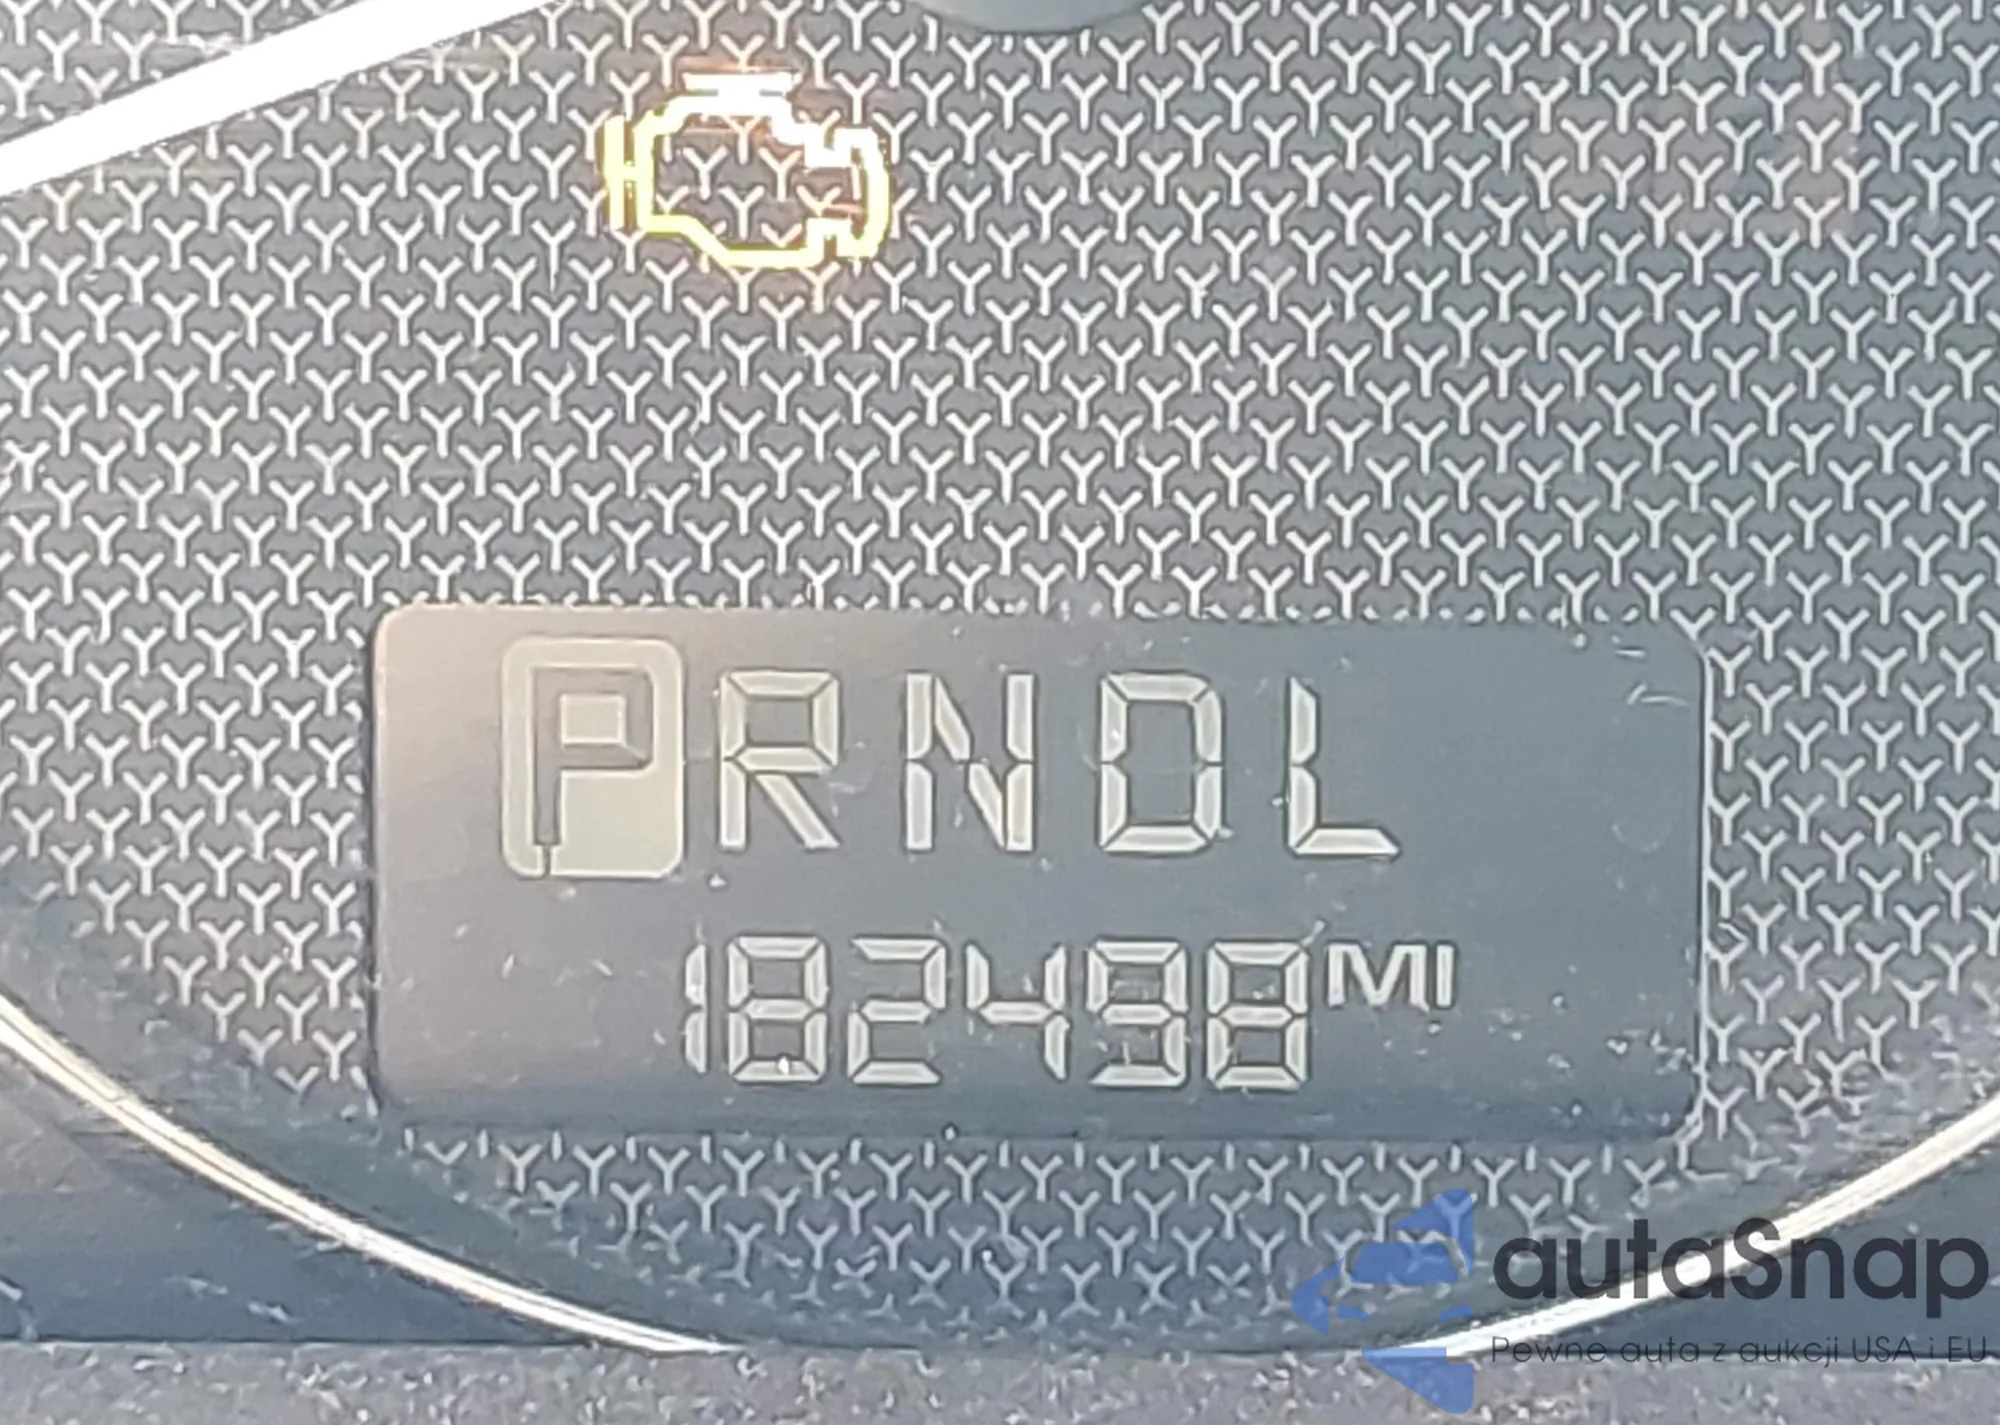 PRNDL
182498 MI
autaSnap
Pewne auta z aukcji USA i EU